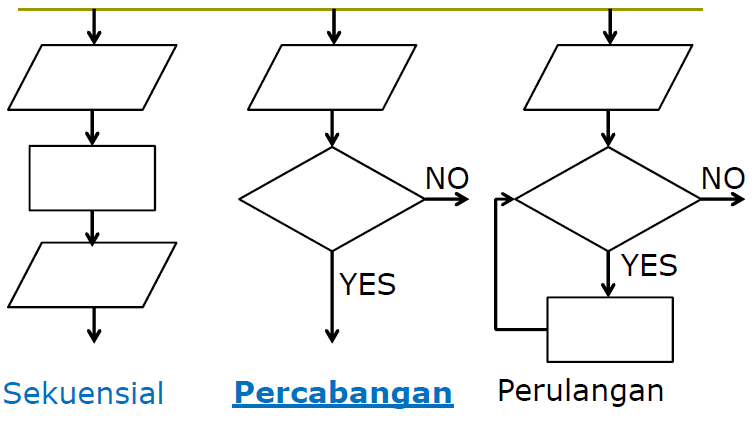 NO
NO
YES
YES
Sekuensial
Percabangan
Perulangan